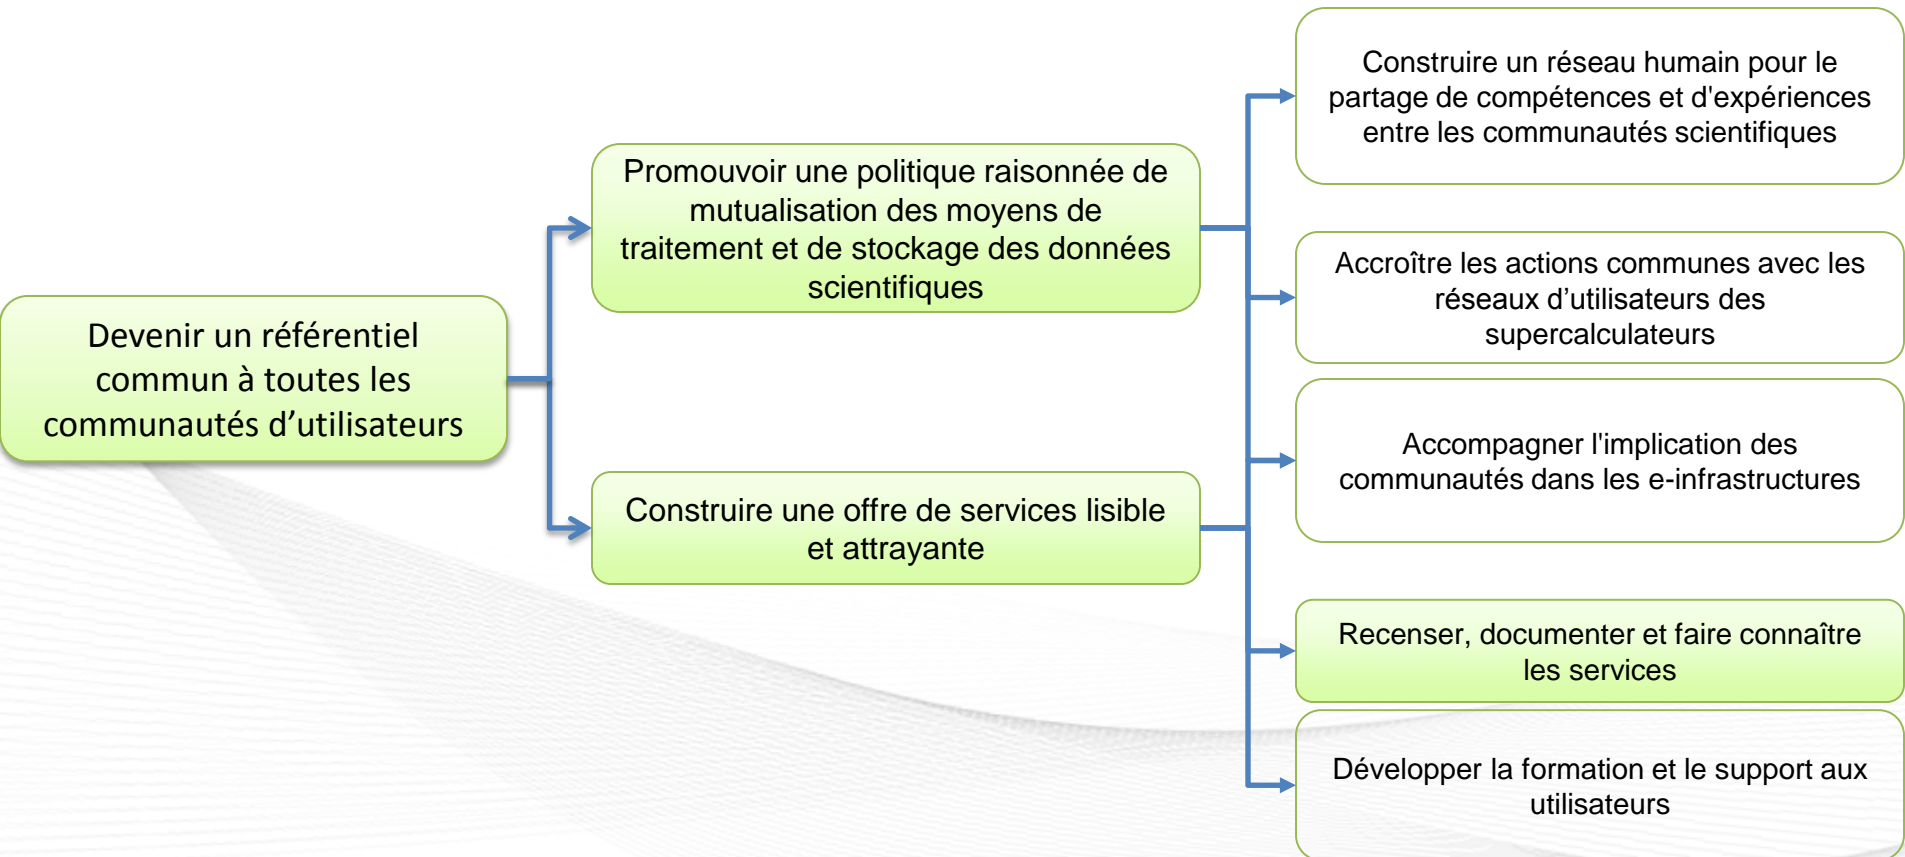 Devenir un référentiel
commun à toutes les
communautés d’utilisateurs
Promouvoir une politique raisonnée de
mutualisation des moyens de
traitement et de stockage des données
scientifiques
Construire une offre de services lisible
et attrayante
Construire un réseau humain pour le
partage de compétences et d'expériences
entre les communautés scientifiques
Accroître les actions communes avec les
réseaux d’utilisateurs des
supercalculateurs
Accompagner l'implication des
communautés dans les e-infrastructures
Recenser, documenter et faire connaître
les services
Développer la formation et le support aux
utilisateurs